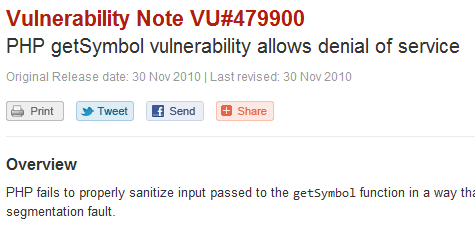 Vulnerability Note VU#479900
PHP getSymbol vulnerability allows denial of service
Original Release date: 30 Nov 2010 | Last revised: 30 Nov 2010
Print Tweet Send Share
Overview
PHP fails to properly sanitize input passed to the getSymbol function in a way
segmentation fault.